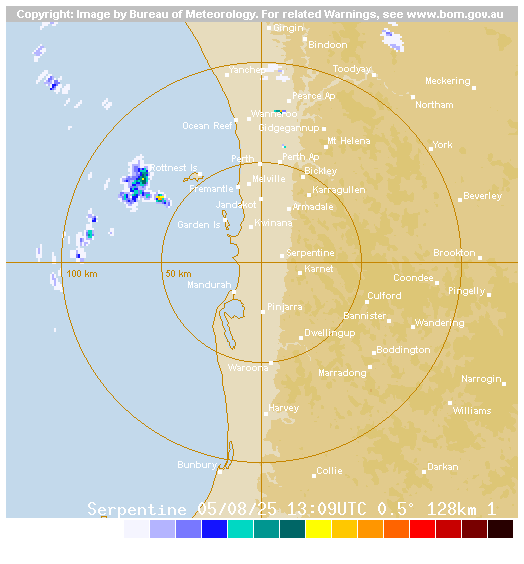 Copyright: Image by Bureau of Meteorology. For related Warnings, see www.bom.gov.au
Gingin
Bindoon
Yanchep
Toodyay
Meckering
Pearce Ap
Northam
Wanneroo
Ocean Reef
Gidgegannup
Mt Helena
York
Perth
Perth Ap
Rottnest Is
Bickley
Melville
Fremantle
Karragullen
Beverley
Jandakot
Armadale
Garden Is
Kwinana
Serpentine
Brookton
Karnet
100 km
50 km
Coondee
Mandurah
Pingelly
Culford
Pinjarra
Bannister
Wandering
Dwellingup
Boddington
Waroona
Marradong
Narrogin
Harvey
Williams
Bunbury
Collie
Darkan
Serpentine 05/08/25 13:09UTC 0.5° 128km 1